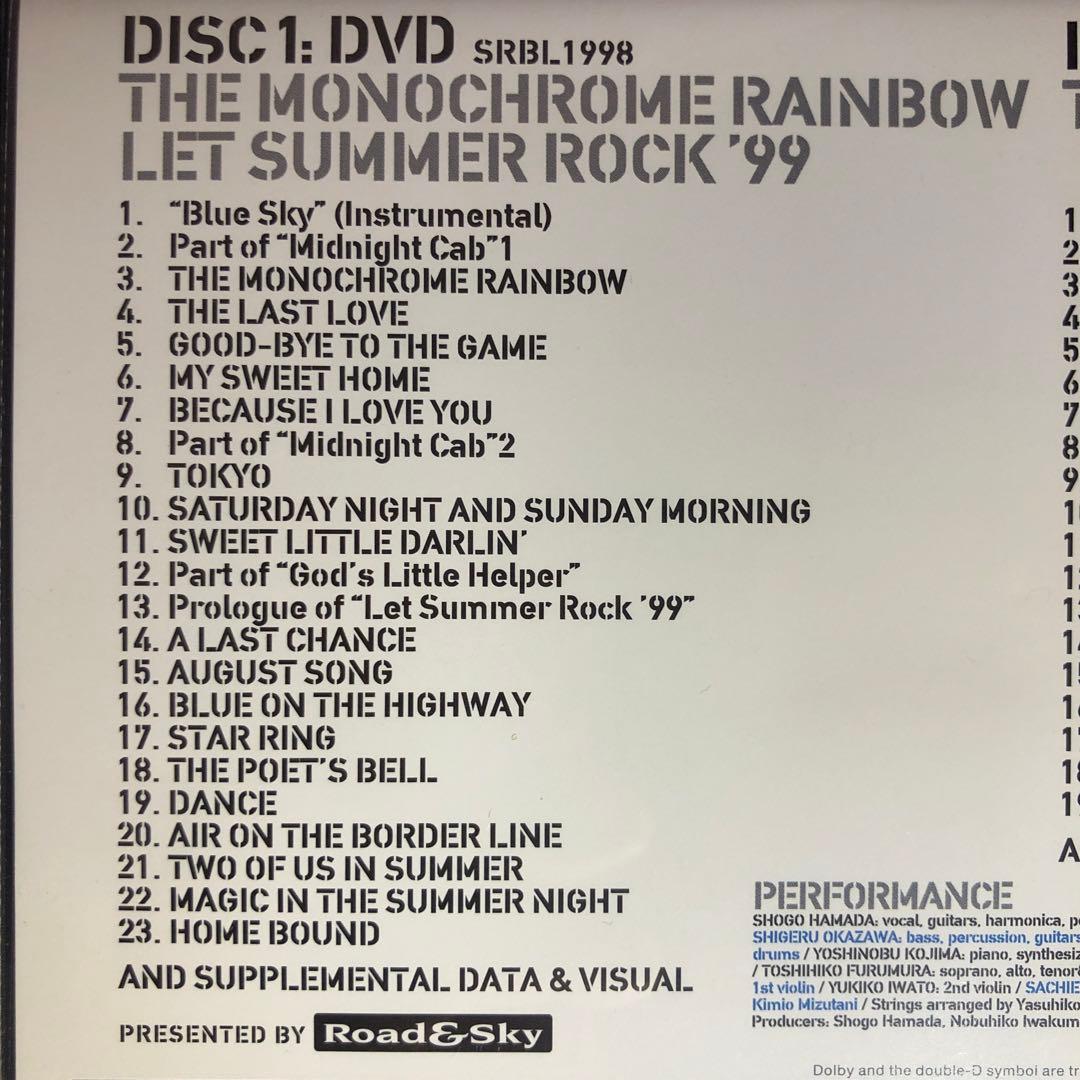 DISC 1: DVD SRBL1998
THE MONOCHROME RAINBOW
LET SUMMER ROCK '99
1. "Blue Sky" (Instrumental)
2. Part of "Midnight Cab"1
3. THE MONOCHROME RAINBOW
4. THE LAST LOVE
5. GOOD-BYE TO THE GAME
6. MY SWEET HOME
7. BECAUSE I LOVE YOU
8. Part of "Midnight Cab"2
9. TOKYO
10. SATURDAY NIGHT AND SUNDAY MORNING
11. SWEET LITTLE DARLIN'
12. Part of "God's Little Helper"
13. Prologue of "Let Summer Rock '99"
14. A LAST CHANCE
15. AUGUST SONG
16. BLUE ON THE HIGHWAY
17. STAR RING
18. THE POET'S BELL
19. DANCE
20. AIR ON THE BORDER LINE
21. TWO OF US IN SUMMER
22. MAGIC IN THE SUMMER NIGHT
23. HOME BOUND
AND SUPPLEMENTAL DATA & VISUAL
PRESENTED BY Road&Sky
PERFORMANCE
SHOGO HAMADA: vocal, guitars, harmonica,
SHIGERU OKAZAWA: bass, percussion, guitars
drums / YOSHINOBU KOJIMA: piano,
/ TOSHIHIKO FURUMURA: soprano, alto,
1st violin / YUKIKO IWATO: 2nd violin / SACHIE
Kimio Mizutani / Strings arranged by Yasuhiko
Producers: Shogo Hamada, Nobuhiko
Dolby and the double-D symbol are